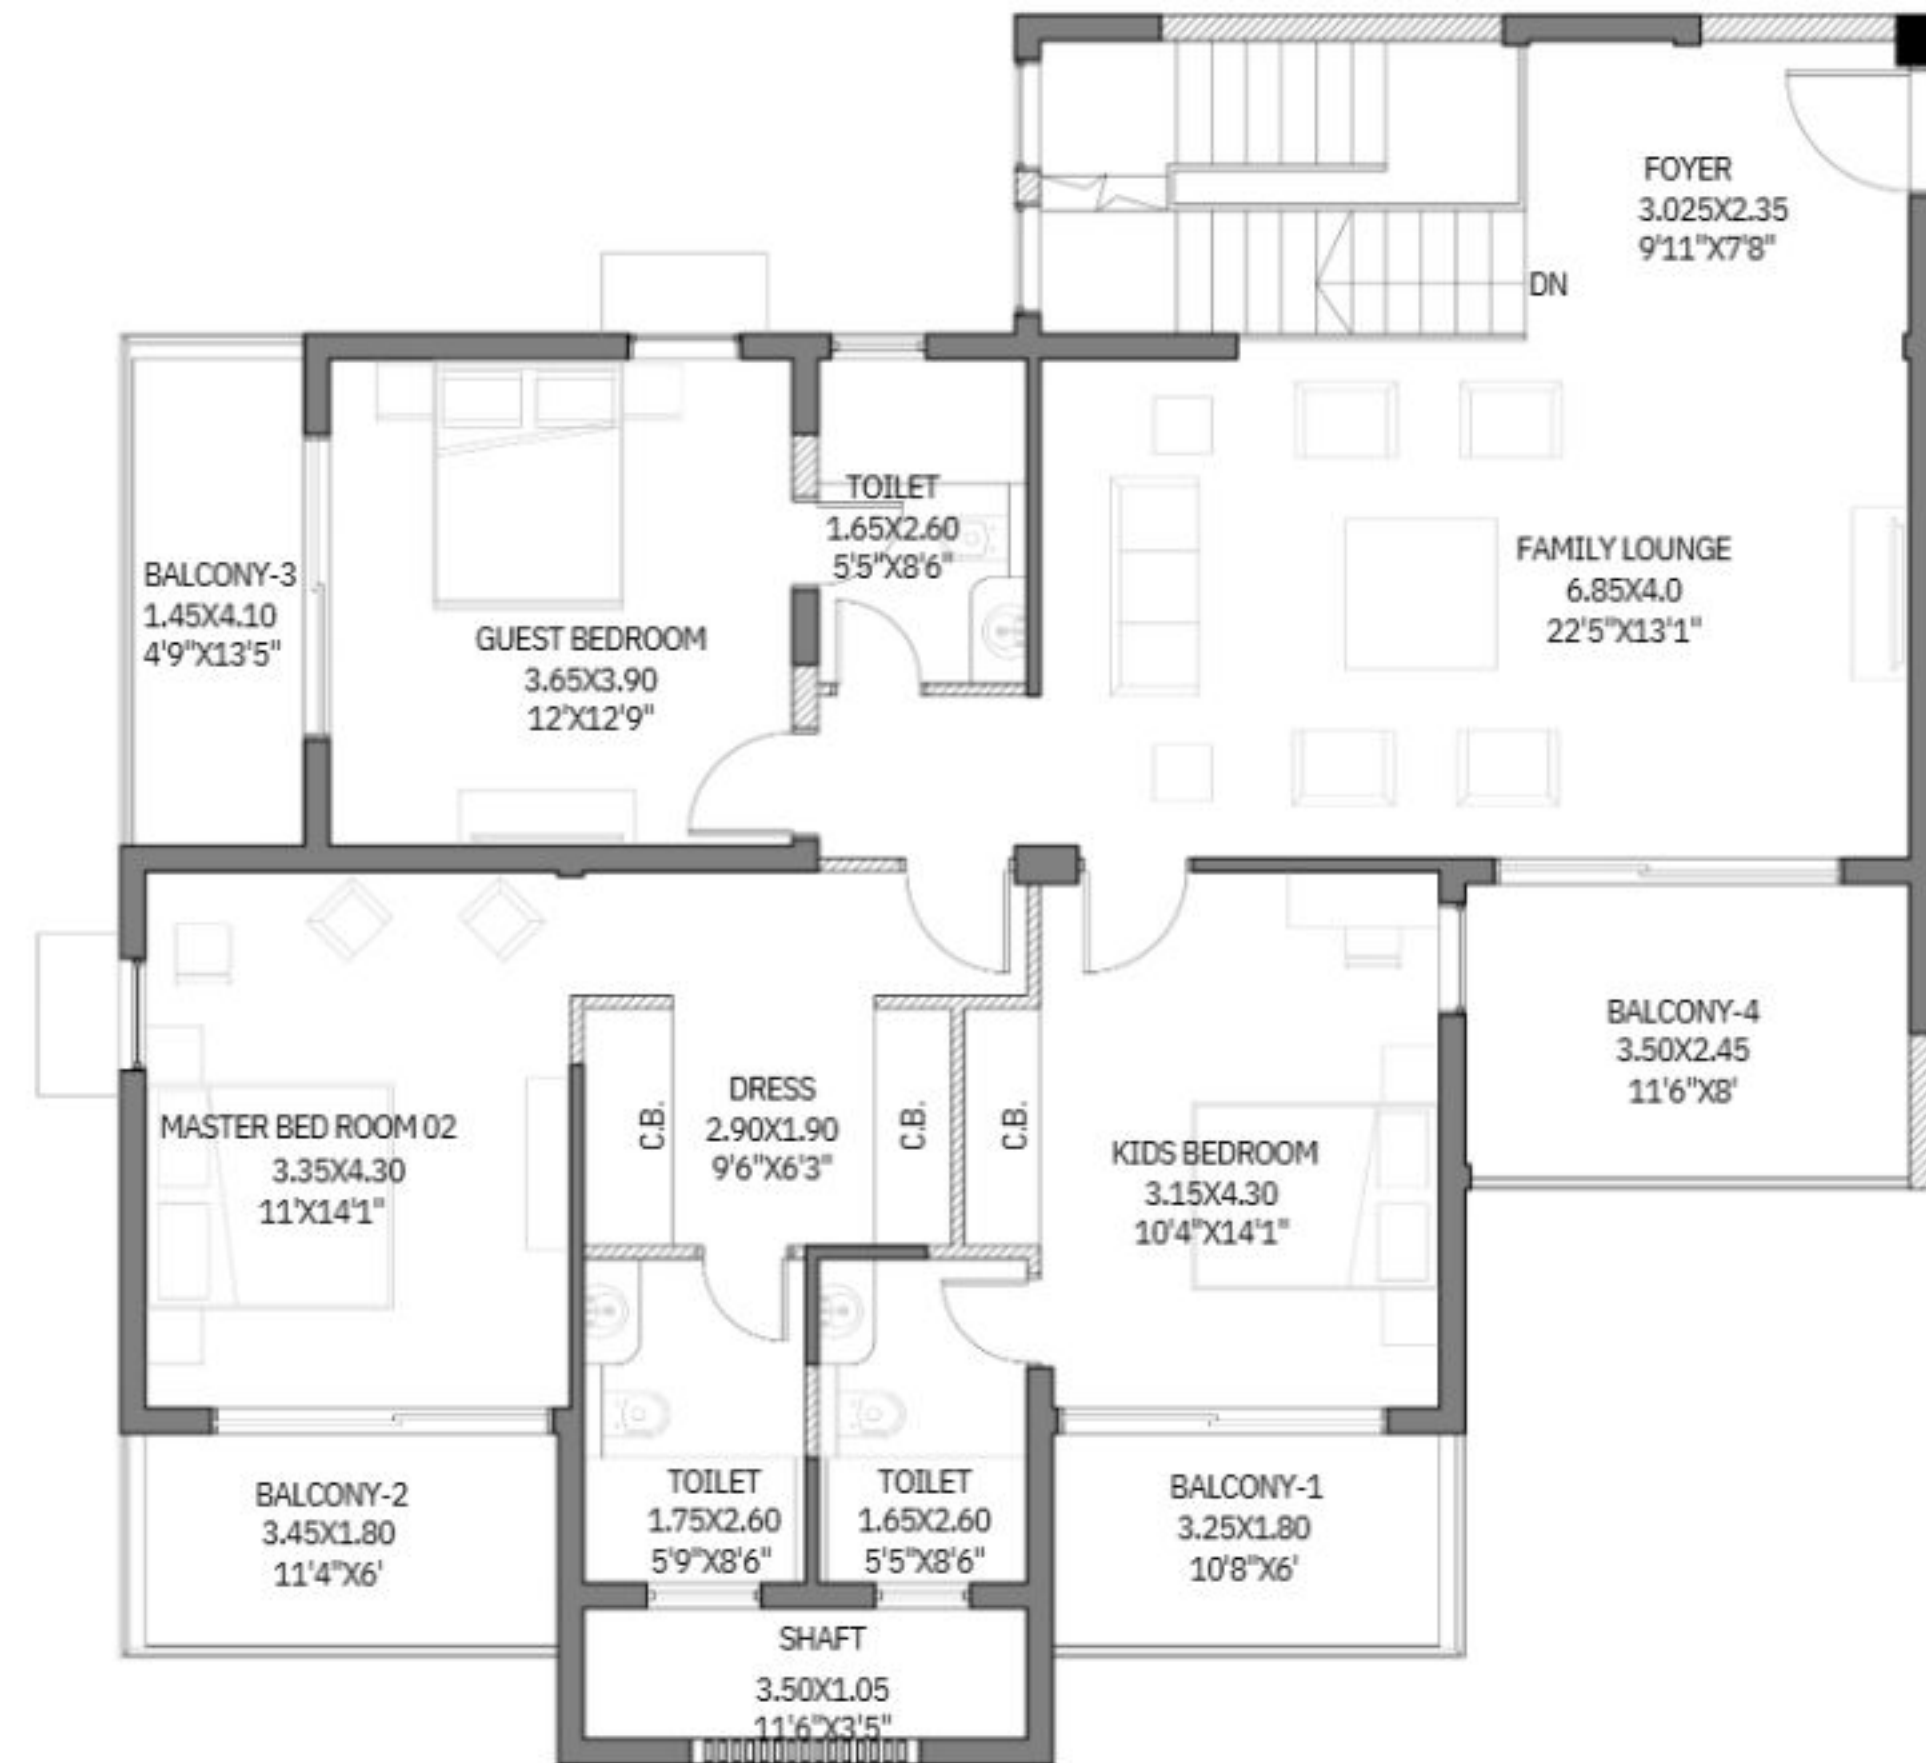 FOYER
3.025X2.35
9'11"X7'8"
DN
TOILET
1.65X2.60
5'5"X8'6"
FAMILY LOUNGE
6.85X4.0
22'5"X13'1"
BALCONY-3
1.45X4.10
4'9"X13'5"
GUEST BEDROOM
3.65X3.90
12'X12'9"
BALCONY-4
3.50X2.45
11'6"X8'
MASTER BED ROOM 02
3.35X4.30
11'X14'1"
C.B.
DRESS
2.90X1.90
9'6"X6'3"
C.B.
C.B.
KIDS BEDROOM
3.15X4.30
10'4"X14'1"
BALCONY-2
3.45X1.80
11'4"X6'
TOILET
1.75X2.60
5'9"X8'6"
TOILET
1.65X2.60
5'5"X8'6"
BALCONY-1
3.25X1.80
10'8"X6'
SHAFT
3.50X1.05
11'6"X3'5"